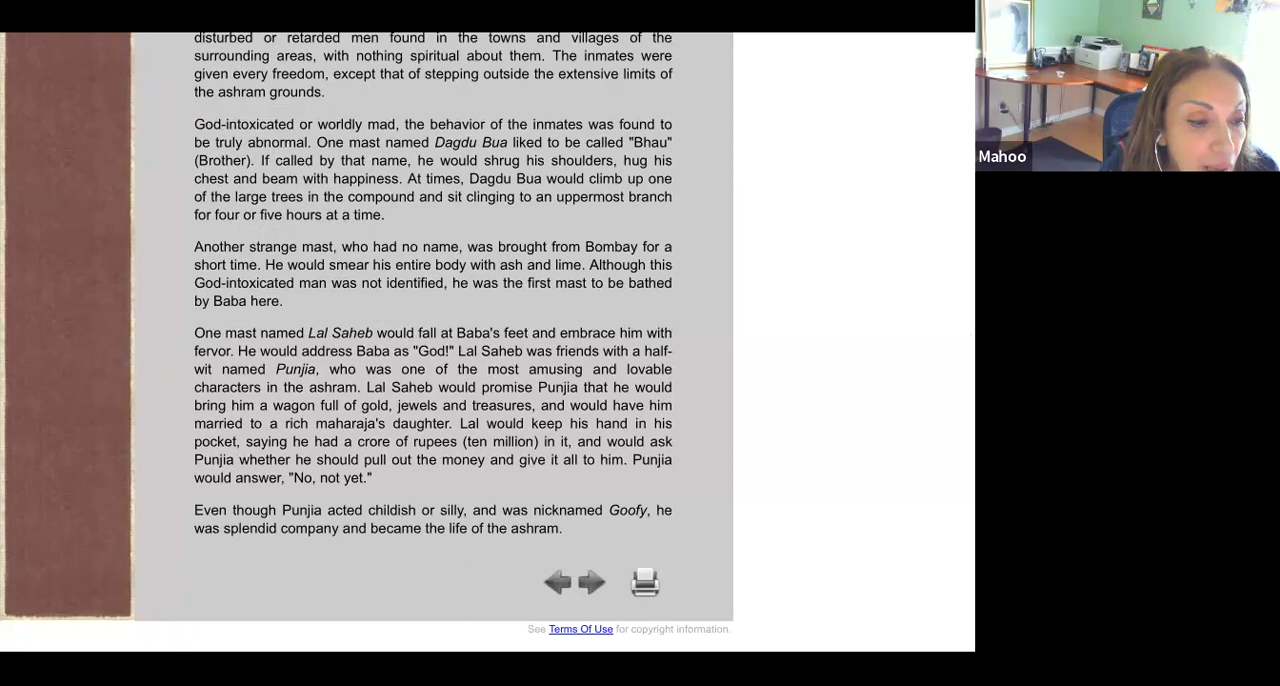 disturbed or retarded men found in the towns and villages of the
surrounding areas, with nothing spiritual about them. The inmates were
given every freedom, except that of stepping outside the extensive limits of
the ashram grounds.
God-intoxicated or worldly mad, the behavior of the inmates was found to
be truly abnormal. One mast named Dagdu Bua liked to be called "Bhau"
(Brother). If called by that name, he would shrug his shoulders, hug his
chest and beam with happiness. At times, Dagdu Bua would climb up one
of the large trees in the compound and sit clinging to an uppermost branch
for four or five hours at a time.
Another strange mast, who had no name, was brought from Bombay for a
short time. He would smear his entire body with ash and lime. Although this
God-intoxicated man was not identified, he was the first mast to be bathed
by Baba here.
One mast named Lal Saheb would fall at Baba's feet and embrace him with
fervor. He would address Baba as "God!" Lal Saheb was friends with a half-
wit named Punjia, who was one of the most amusing and lovable
characters in the ashram. Lal Saheb would promise Punjia that he would
bring him a wagon full of gold, jewels and treasures, and would have him
married to a rich maharaja's daughter. Lal would keep his hand in his
pocket, saying he had a crore of rupees (ten million) in it, and would ask
Punjia whether he should pull out the money and give it all to him. Punjia
would answer, "No, not yet."
Even though Punjia acted childish or silly, and was nicknamed Goofy, he
was splendid company and became the life of the ashram.
See Terms Of Use for copyright information.
Mahoo